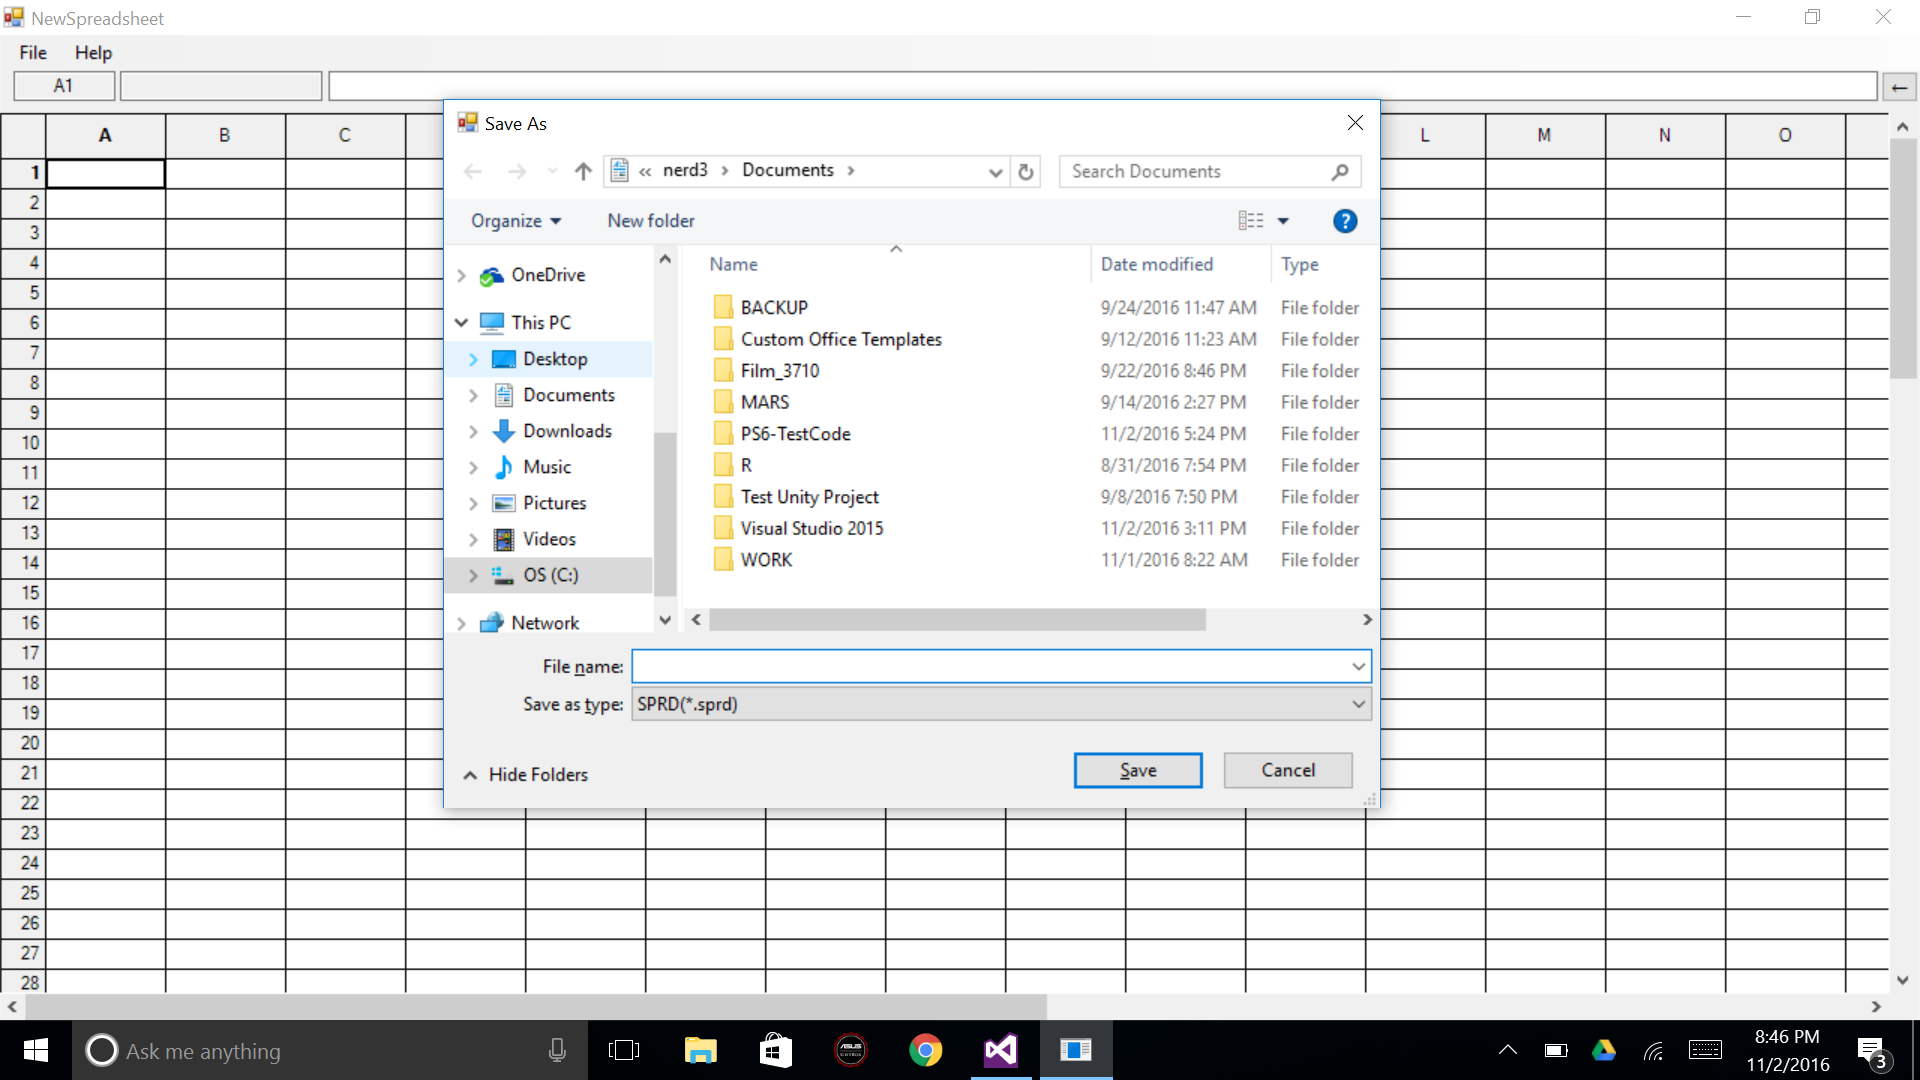 NewSpreadsheet
File Help
A1
A B C L M N O
Save As
« nerd3 > Documents >
Search Documents
Organize
New folder
Name Date modified Type
OneDrive
This PC
Desktop
Documents
Downloads
Music
Pictures
Videos
OS (C:)
Network
BACKUP 9/24/2016 11:47 AM File folder
Custom Office Templates 9/12/2016 11:23 AM File folder
Film_3710 9/22/2016 8:46 PM File folder
MARS 9/14/2016 2:27 PM File folder
PS6-TestCode 11/2/2016 5:24 PM File folder
R 8/31/2016 7:54 PM File folder
Test Unity Project 9/8/2016 7:50 PM File folder
Visual Studio 2015 11/2/2016 3:11 PM File folder
WORK 11/1/2016 8:22 AM File folder
File name:
Save as type: SPRD(*.sprd)
Hide Folders
Save
Cancel
1
2
3
4
5
6
7
8
9
10
11
12
13
14
15
16
17
18
19
20
21
22
23
24
25
26
27
28
Ask me anything
ASUS
8:46 PM
11/2/2016
3